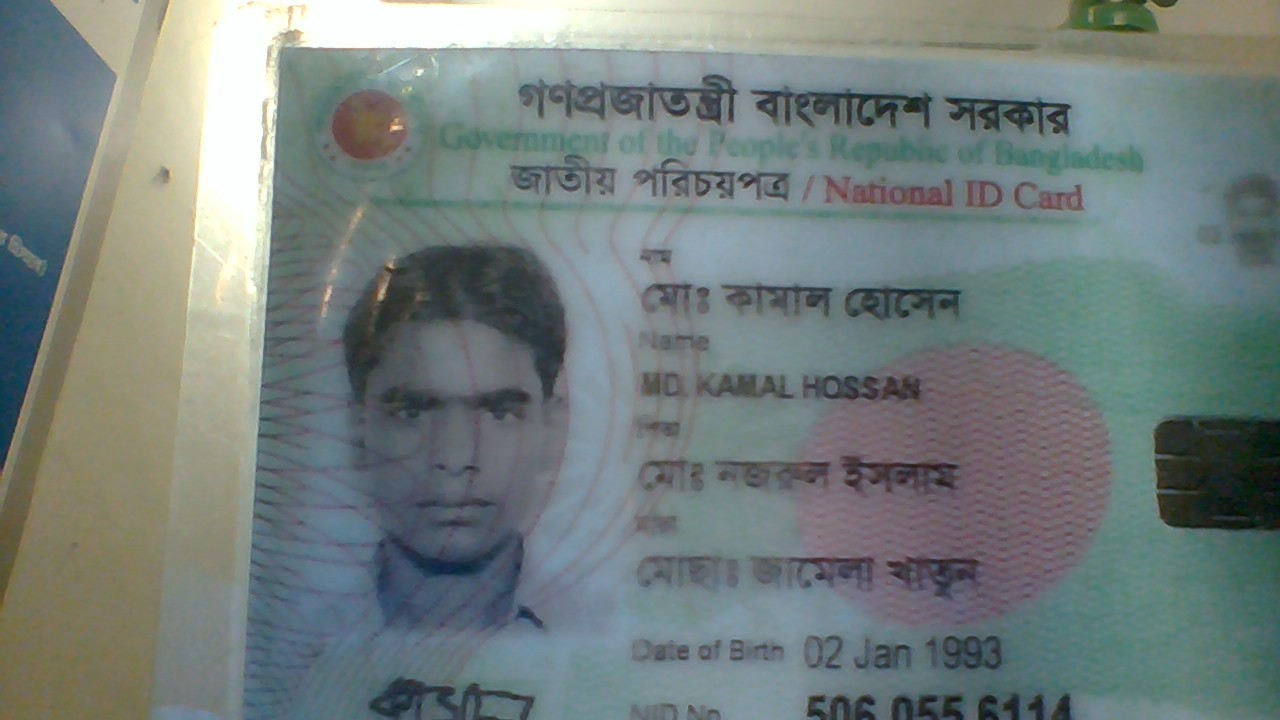 গণপ্রজাতন্ত্রী বাংলাদেশ সরকার
Government of the People's Republic of Bangladesh
জাতীয় পরিচয়পত্র / National ID Card
নাম
মোঃ কামাল হোসেন
Name
MD. KAMAL HOSSAN
পিতা
মোঃ নজরুল ইসলাম
মাতা
মোছাঃ জামেলা খাতুন
Date of Birth 02 Jan 1993
NID No. 506 055 6114